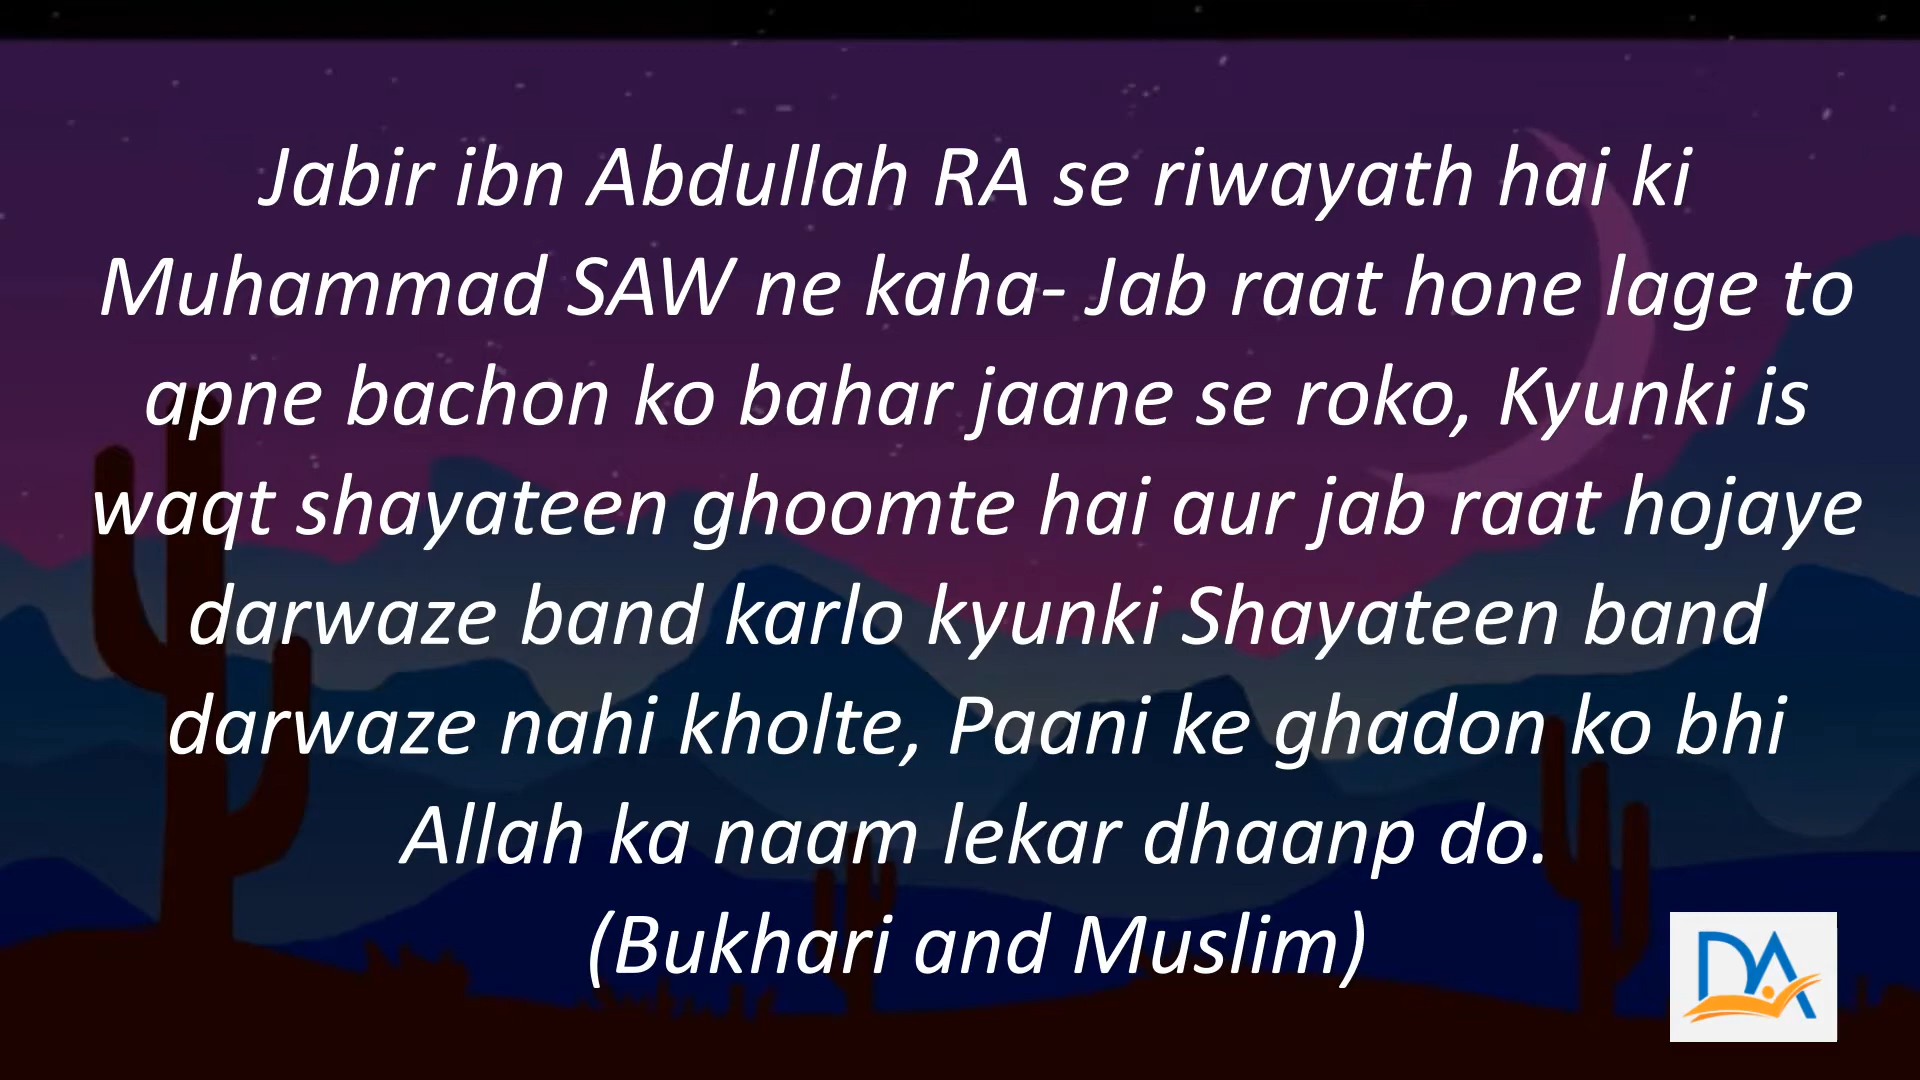 Jabir ibn Abdullah RA se riwayath hai ki
Muhammad SAW ne kaha- Jab raat hone lage to
apne bachon ko bahar jaane se roko, Kyunki is
waqt shayateen ghoomte hai aur jab raat hojaye
darwaze band karlo kyunki Shayateen band
darwaze nahi kholte, Paani ke ghadon ko bhi
Allah ka naam lekar dhaanp do.
(Bukhari and Muslim)
DA